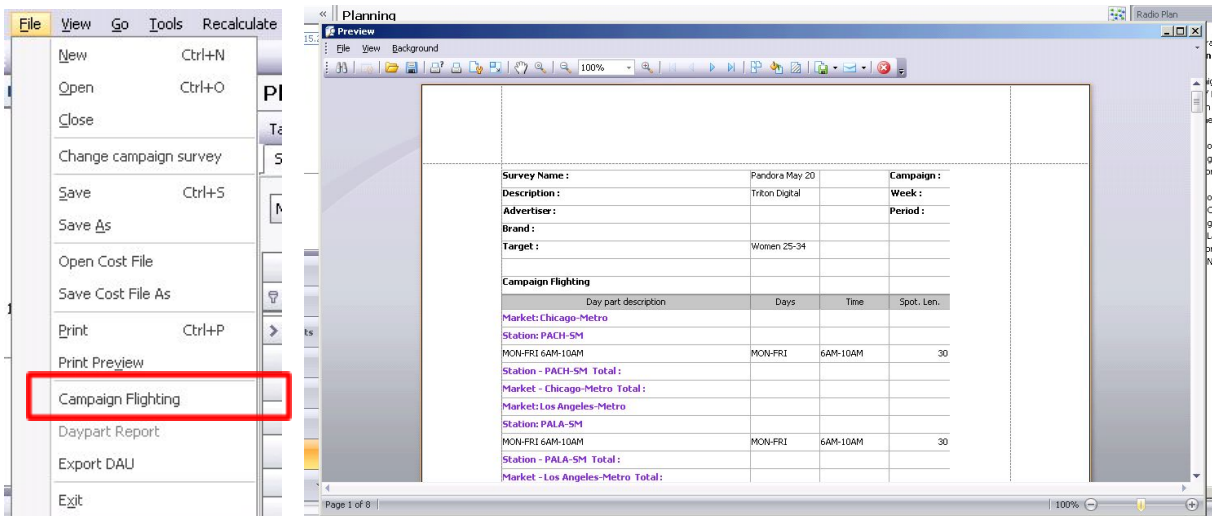 File View Go Tools Recalculate
New Ctrl+N
Open Ctrl+O
Close
Change campaign survey
Save Ctrl+S
Save As
Open Cost File
Save Cost File As
Print Ctrl+P
Print Preview
Campaign Flighting
Daypart Report
Export DAU
Exit
Pl
Ta
S
« Planning
Radio Plan
15.2
ts
Preview
File View Background
100%
Survey Name : Pandora May 20 Campaign :
Description : Triton Digital Week :
Advertiser : Period :
Brand :
Target : Women 25-34
Campaign Flighting
Day part description Days Time Spot. Len.
Market: Chicago-Metro
Station: PACH-SM
MON-FRI 6AM-10AM MON-FRI 6AM-10AM 30
Station - PACH-SM Total :
Market - Chicago-Metro Total :
Market: Los Angeles-Metro
Station: PALA-SM
MON-FRI 6AM-10AM MON-FRI 6AM-10AM 30
Station - PALA-SM Total :
Market - Los Angeles-Metro Total :
Page 1 of 8 100%